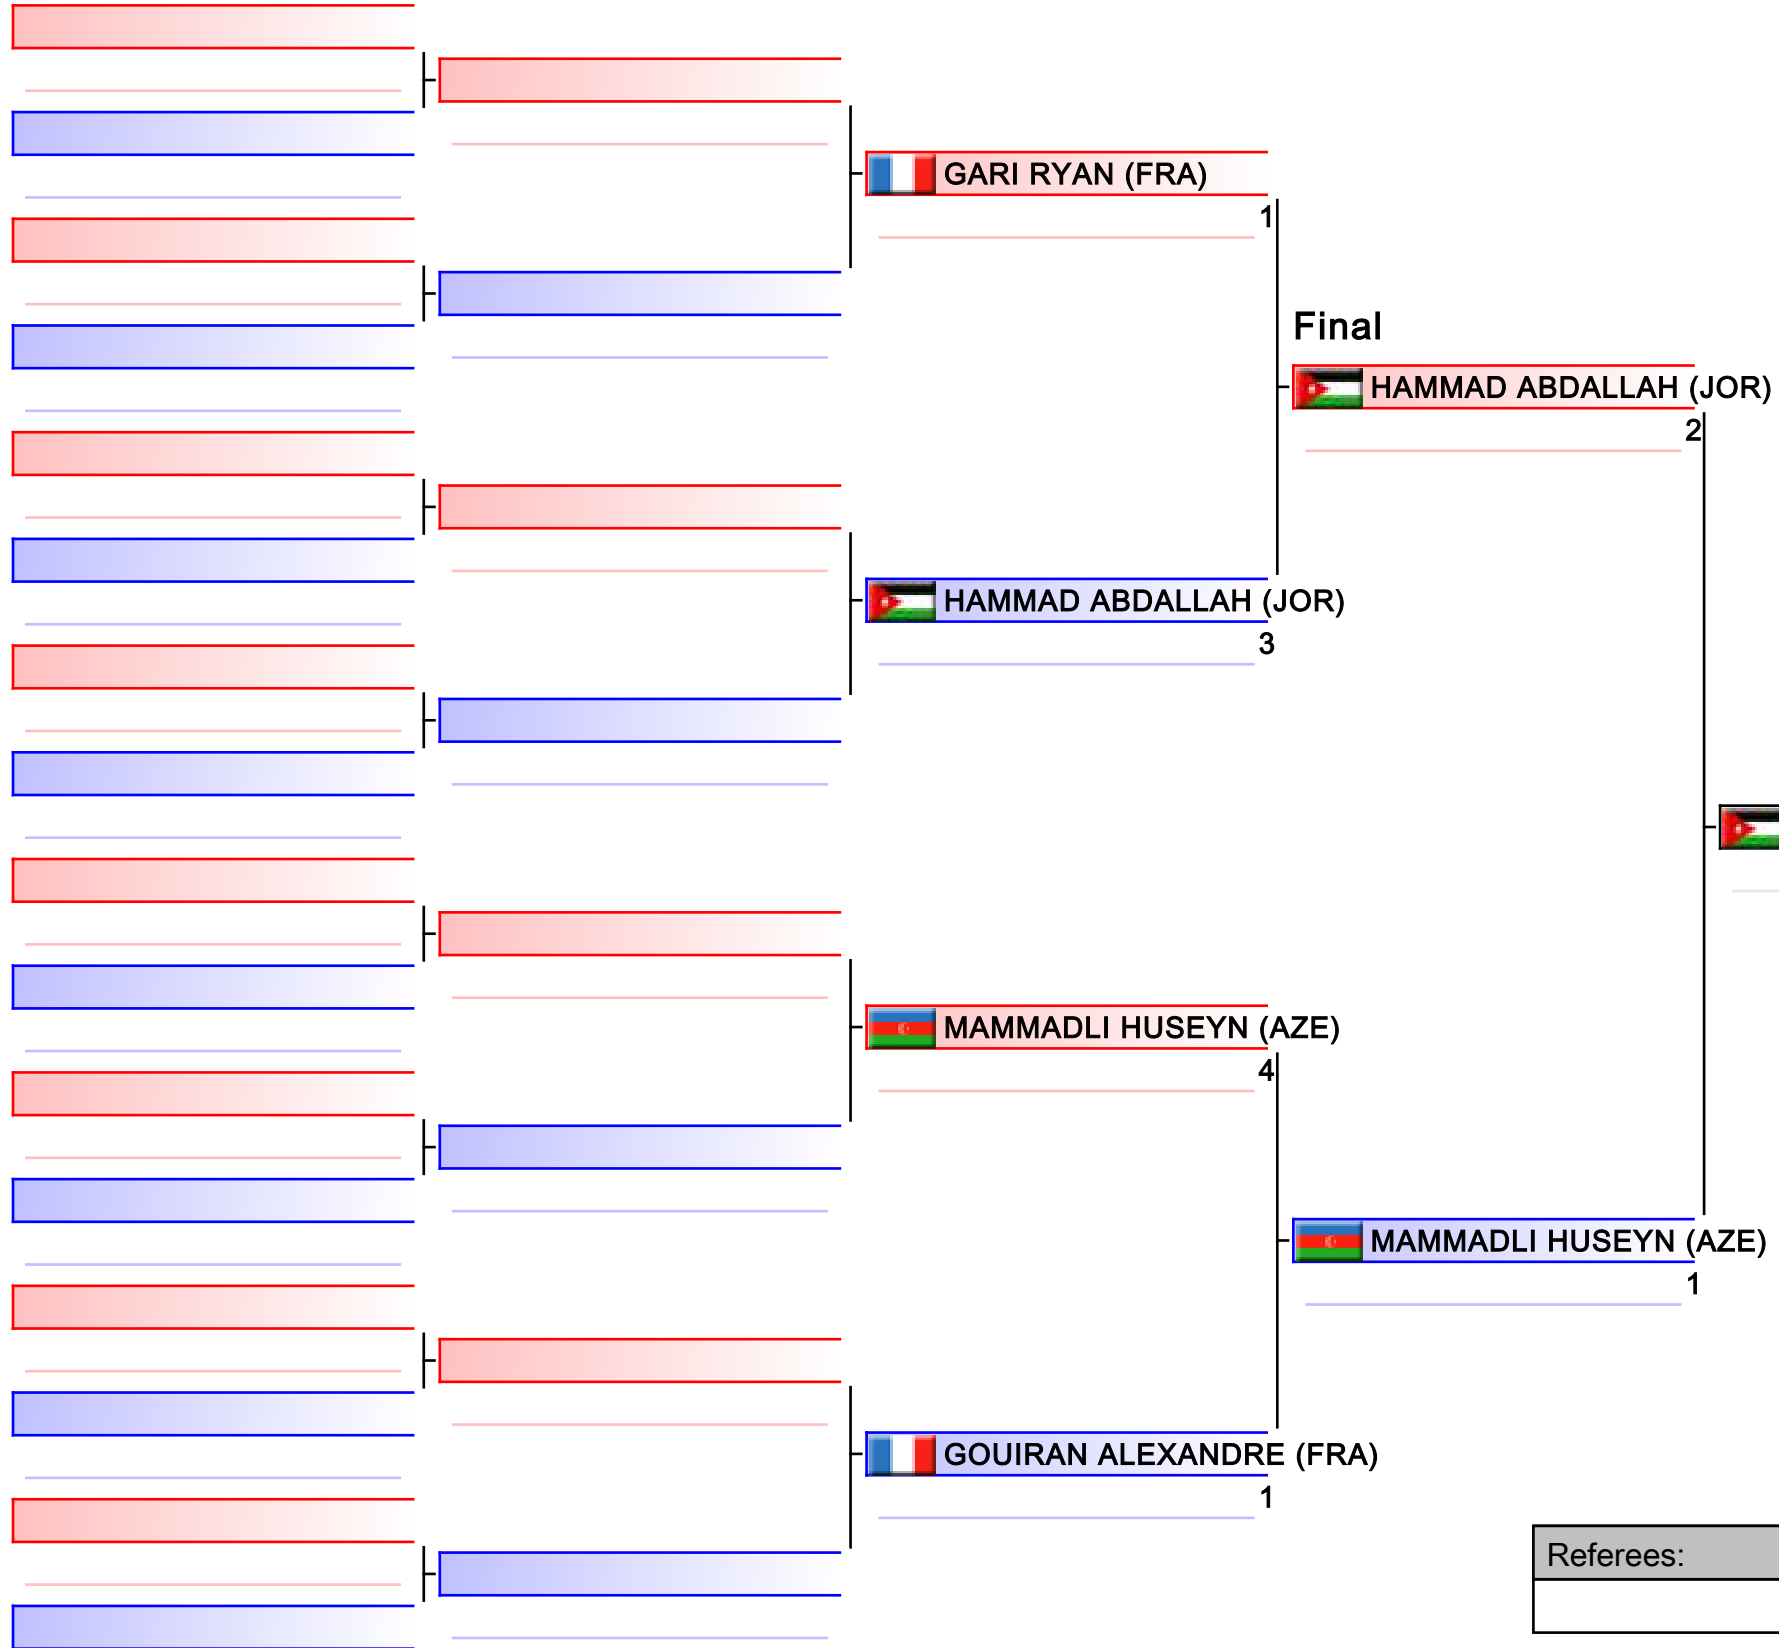 GARI RYAN (FRA)
1
Final
HAMMAD ABDALLAH (JOR)
2
HAMMAD ABDALLAH (JOR)
3
MAMMADLI HUSEYN (AZE)
4
MAMMADLI HUSEYN (AZE)
1
GOUIRAN ALEXANDRE (FRA)
1
Referees: